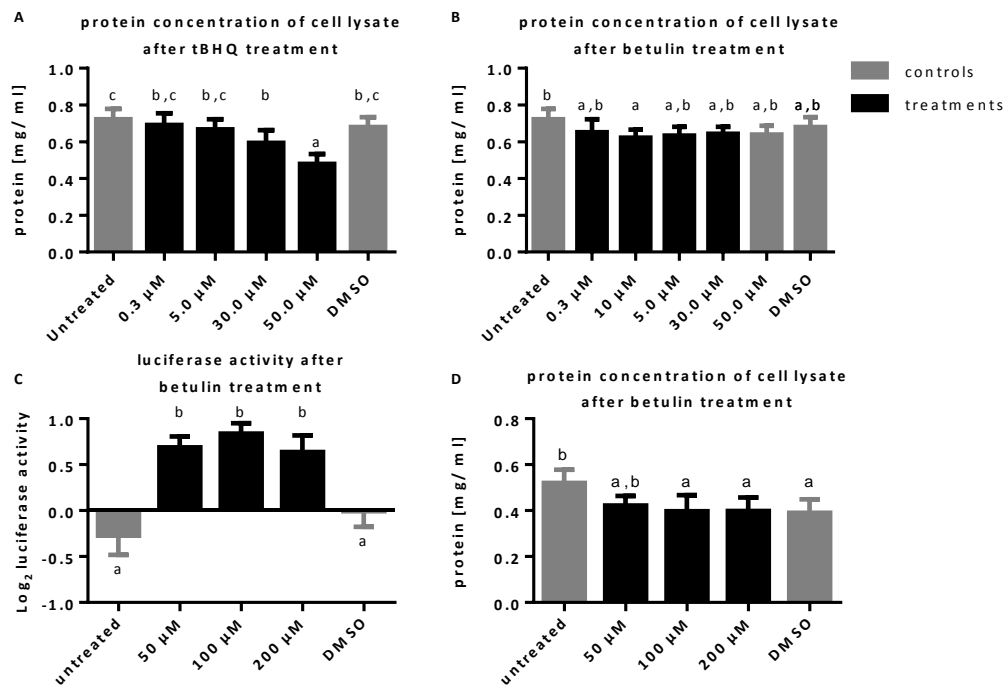 A
protein concentration of cell lysate
after tBHQ treatment
protein [mg/ ml]
1.0
0.8
0.6
0.4
0.2
0.0
c
b,c
b,c
b
a
b,c
Untreated
0.3 µM
5.0 µM
30.0 µM
50.0 µM
DMSO
B
protein concentration of cell lysate
after betulin treatment
protein [mg/ ml]
1.0
0.8
0.6
0.4
0.2
0.0
b
a,b
a
a,b
a,b
a,b
a,b
Untreated
0.3 µM
10 µM
5.0 µM
30.0 µM
50.0 µM
DMSO
controls
treatments
C
luciferase activity after
betulin treatment
Log2 luciferase activity
1.0
0.5
0.0
-0.5
-1.0
a
b
b
b
a
untreated
50 µM
100 µM
200 µM
DMSO
D
protein concentration of cell lysate
after betulin treatment
protein [mg/ ml]
0.8
0.6
0.4
0.2
0.0
b
a,b
a
a
a
untreated
50 µM
100 µM
200 µM
DMSO